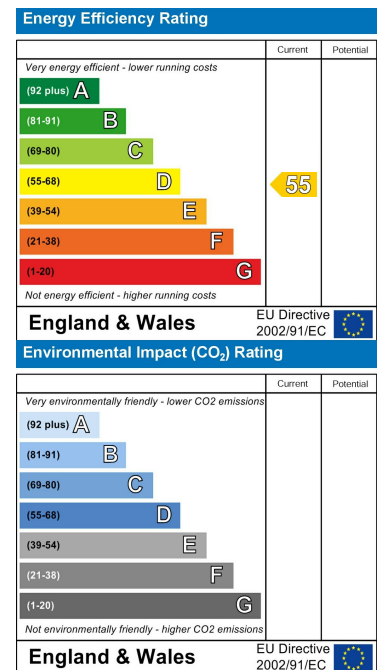 Energy Efficiency Rating
Current Potential
Very energy efficient - lower running costs
(92 plus) A
(81-91) B
(69-80) C
(55-68) D
55
(39-54) E
(21-38) F
(1-20) G
Not energy efficient - higher running costs
England & Wales
EU Directive
2002/91/EC
Environmental Impact (CO₂) Rating
Current Potential
Very environmentally friendly - lower CO2 emissions
(92 plus) A
(81-91) B
(69-80) C
(55-68) D
(39-54) E
(21-38) F
(1-20) G
Not environmentally friendly - higher CO2 emissions
England & Wales
EU Directive
2002/91/EC